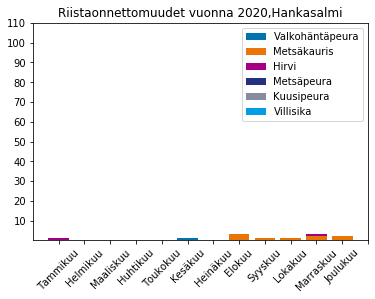 Riistaonnettomuudet vuonna 2020,Hankasalmi
110
100
90
80
70
60
50
40
30
20
10
Valkohäntäpeura
Metsäkauris
Hirvi
Metsäpeura
Kuusipeura
Villisika
Tammikuu
Helmikuu
Maaliskuu
Huhtikuu
Toukokuu
Kesäkuu
Heinäkuu
Elokuu
Syyskuu
Lokakuu
Marraskuu
Joulukuu